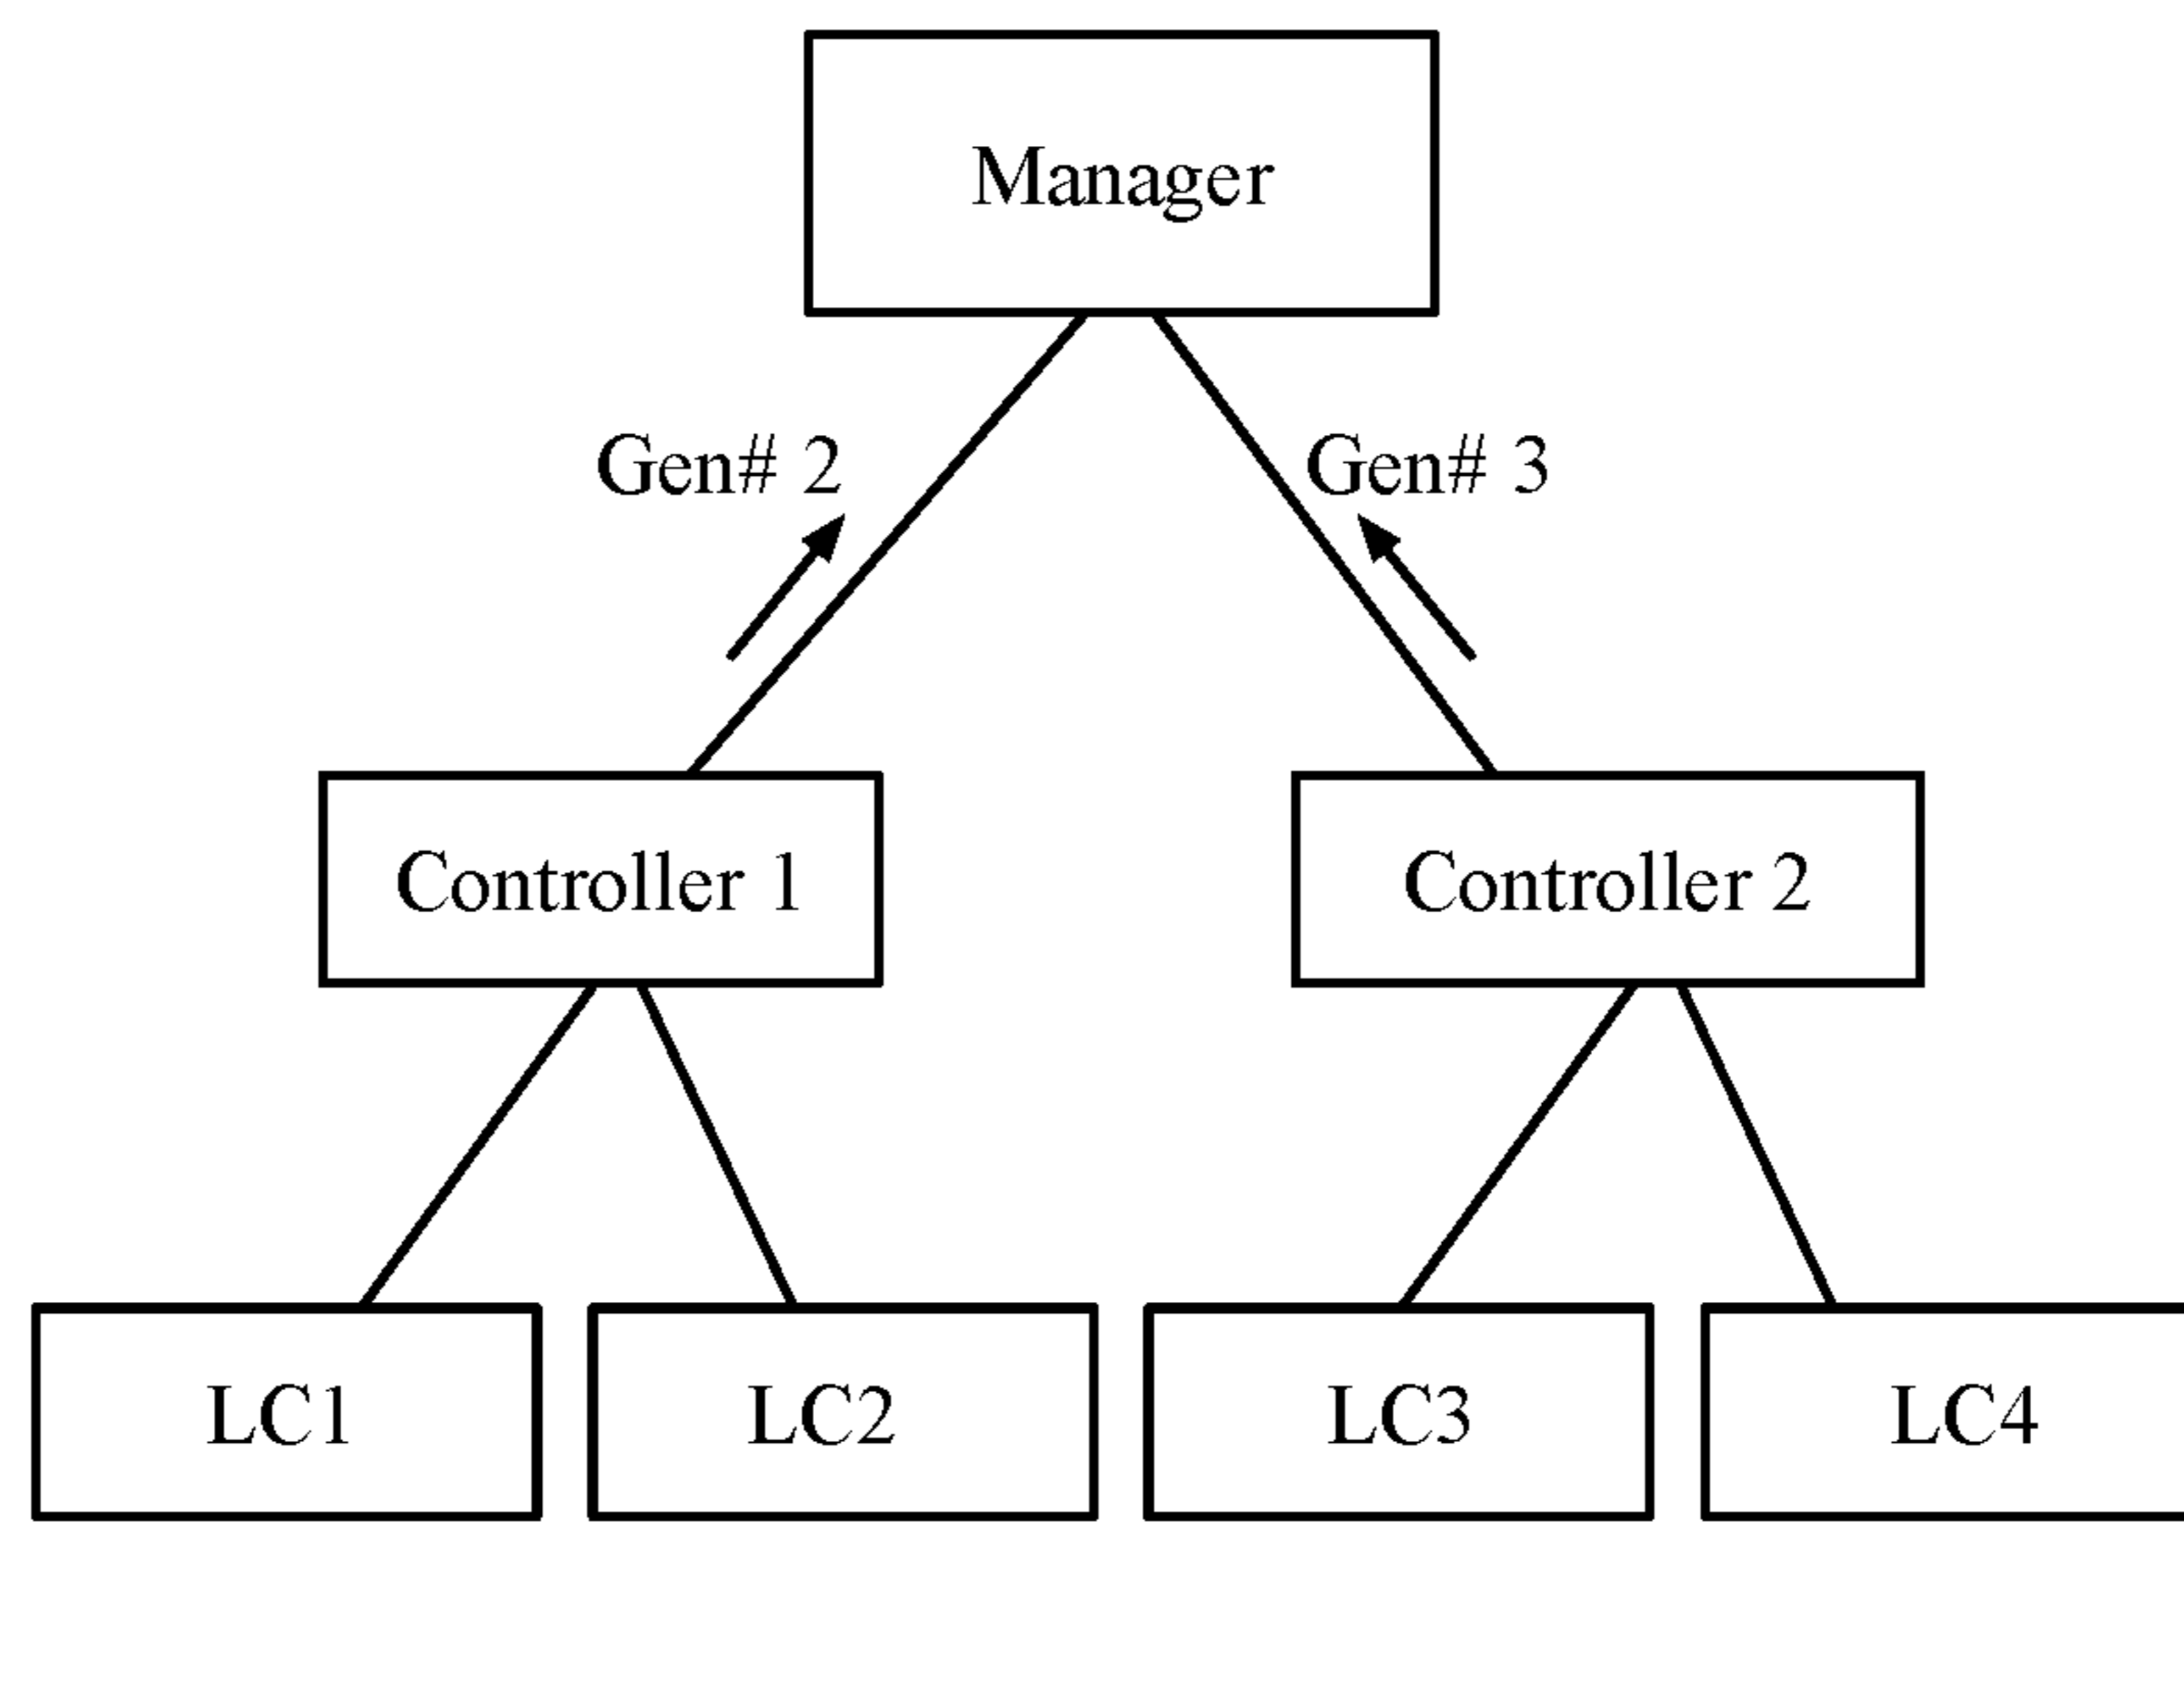 Manager
Gen# 2
Gen# 3
Controller 1
Controller 2
LC1
LC2
LC3
LC4